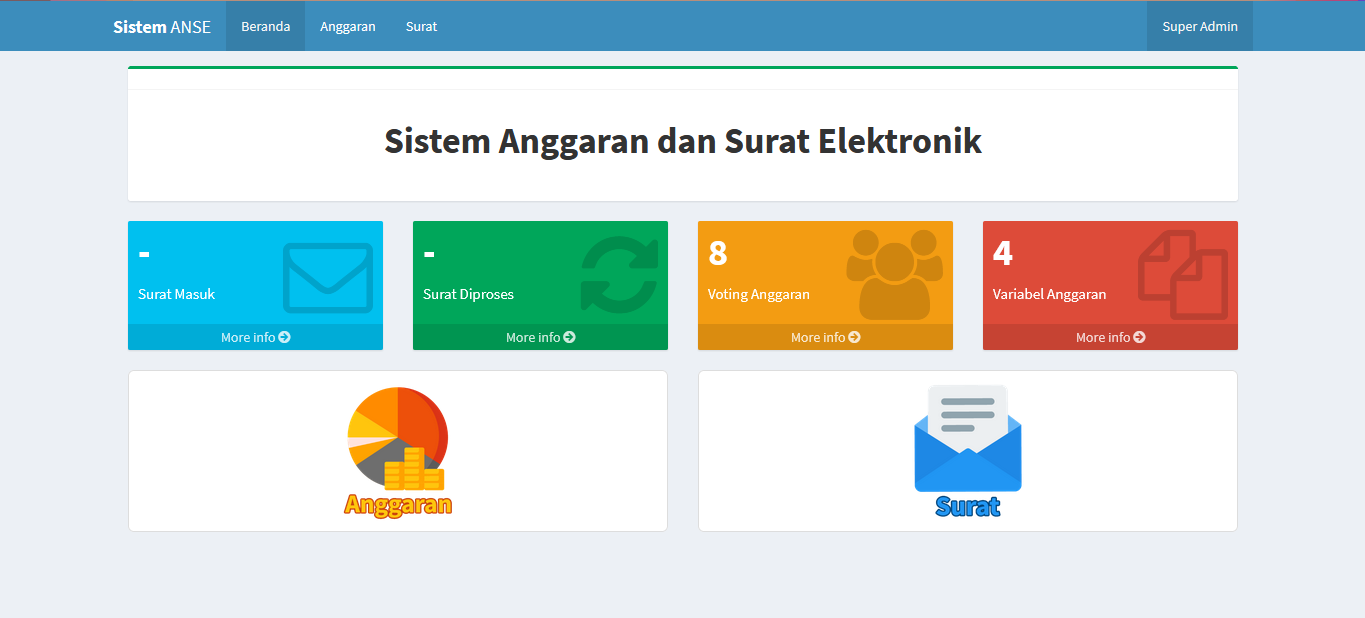 Sistem ANSE Beranda Anggaran Surat Super Admin
Sistem Anggaran dan Surat Elektronik
- - 8 4
Surat Masuk Surat Diproses Voting Anggaran Variabel Anggaran
More info More info More info More info
Anggaran Surat